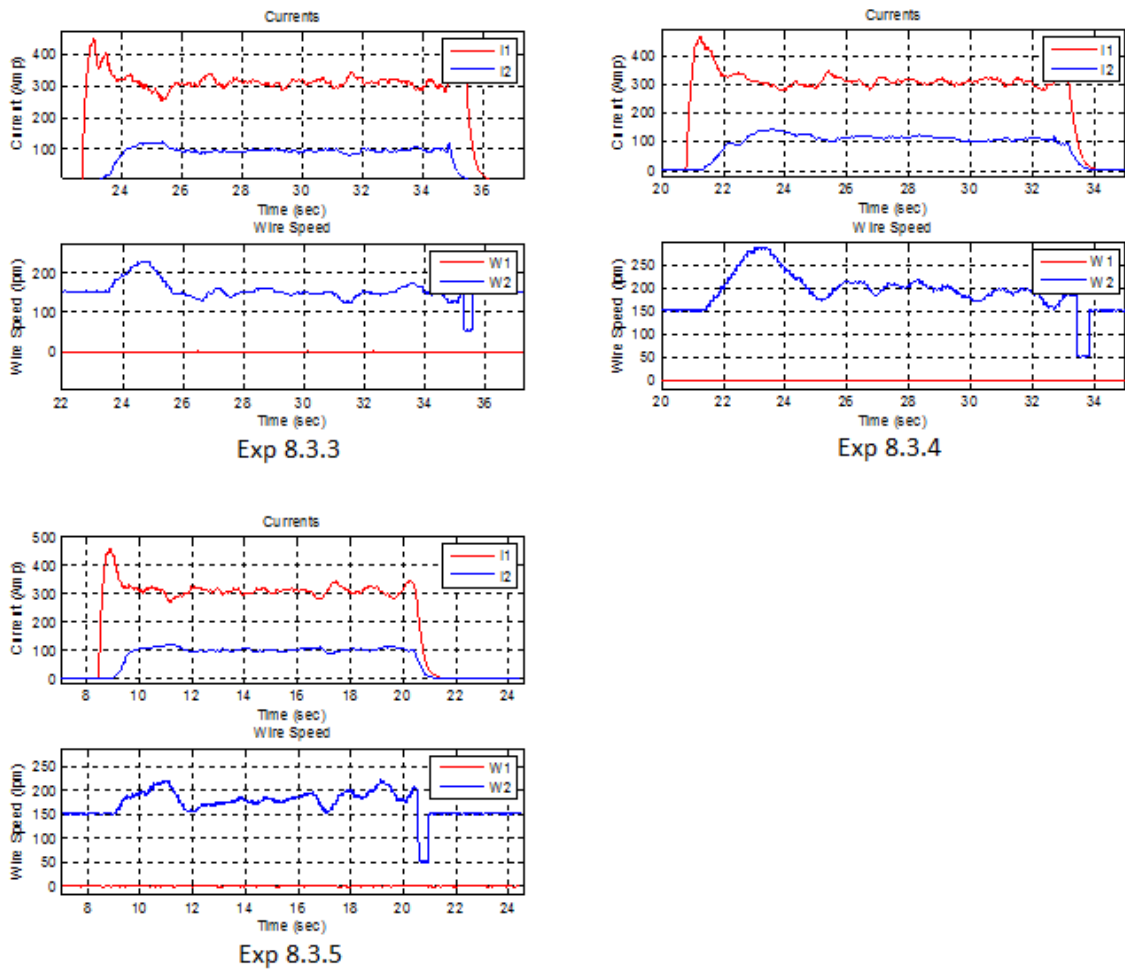 Currents
Current (Amp)
400
300
200
100
I1
I2
24 26 28 30 32 34 36
Time (sec)
Wire Speed
Wire Speed (rpm)
200
100
0
W1
W2
22 24 26 28 30 32 34 36
Time (sec)
Exp 8.3.3
Currents
Current (Amp)
400
300
200
100
0
I1
I2
20 22 24 26 28 30 32 34
Time (sec)
Wire Speed
Wire Speed (rpm)
250
200
150
100
50
0
W1
W2
20 22 24 26 28 30 32 34
Time (sec)
Exp 8.3.4
Currents
Current (Amp)
500
400
300
200
100
0
I1
I2
8 10 12 14 16 18 20 22 24
Time (sec)
Wire Speed
Wire Speed (rpm)
250
200
150
100
50
0
W1
W2
8 10 12 14 16 18 20 22 24
Time (sec)
Exp 8.3.5